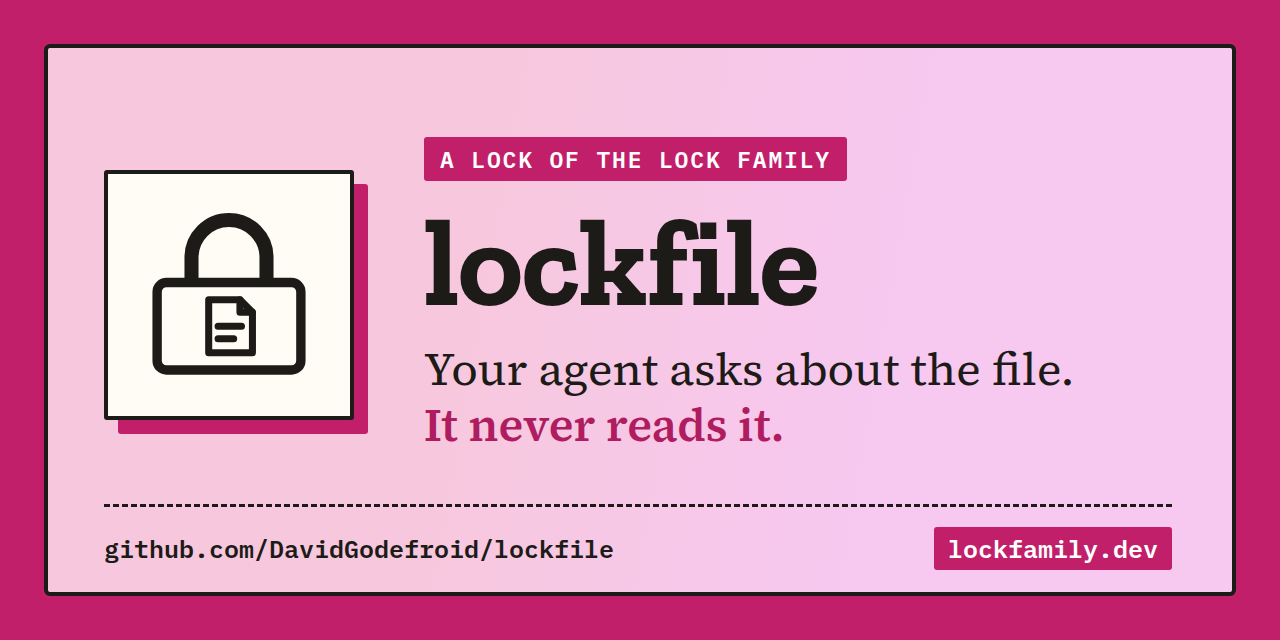 A LOCK OF THE LOCK FAMILY
lockfile
Your agent asks about the file.
It never reads it.
github.com/DavidGodefroid/lockfile
lockfamily.dev